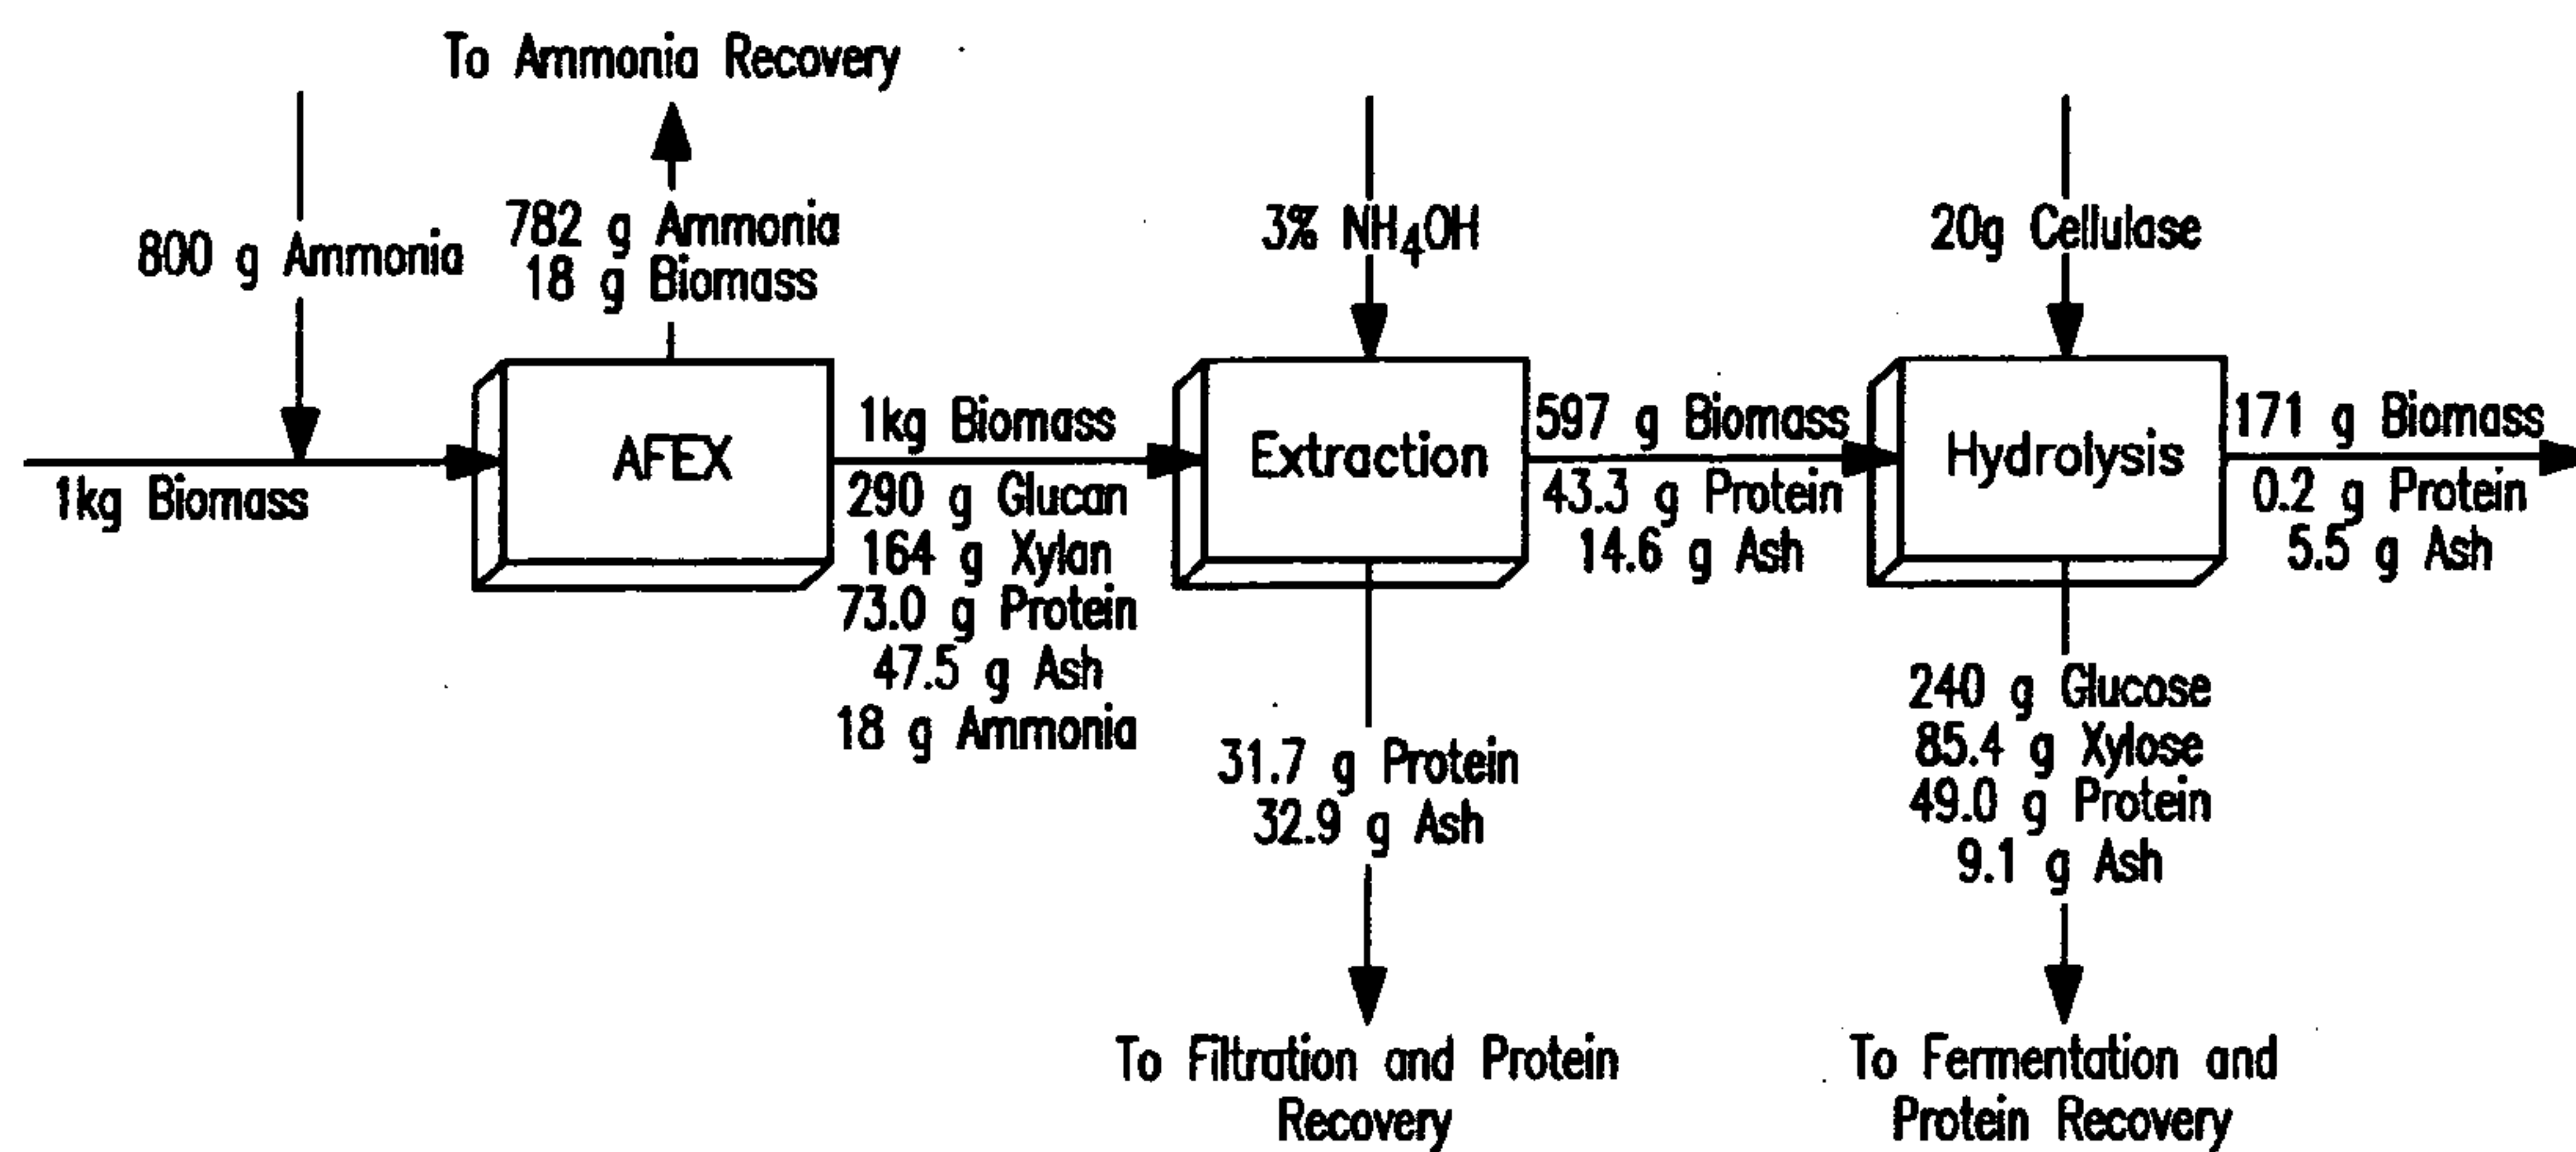 To Ammonia Recovery
800 g Ammonia
782 g Ammonia
18 g Biomass
1kg Biomass
AFEX
1kg Biomass
290 g Glucan
164 g Xylan
73.0 g Protein
47.5 g Ash
18 g Ammonia
3% NH₄OH
Extraction
31.7 g Protein
32.9 g Ash
To Filtration and Protein
Recovery
597 g Biomass
43.3 g Protein
14.6 g Ash
20g Cellulase
Hydrolysis
240 g Glucose
85.4 g Xylose
49.0 g Protein
9.1 g Ash
To Fermentation and
Protein Recovery
171 g Biomass
0.2 g Protein
5.5 g Ash